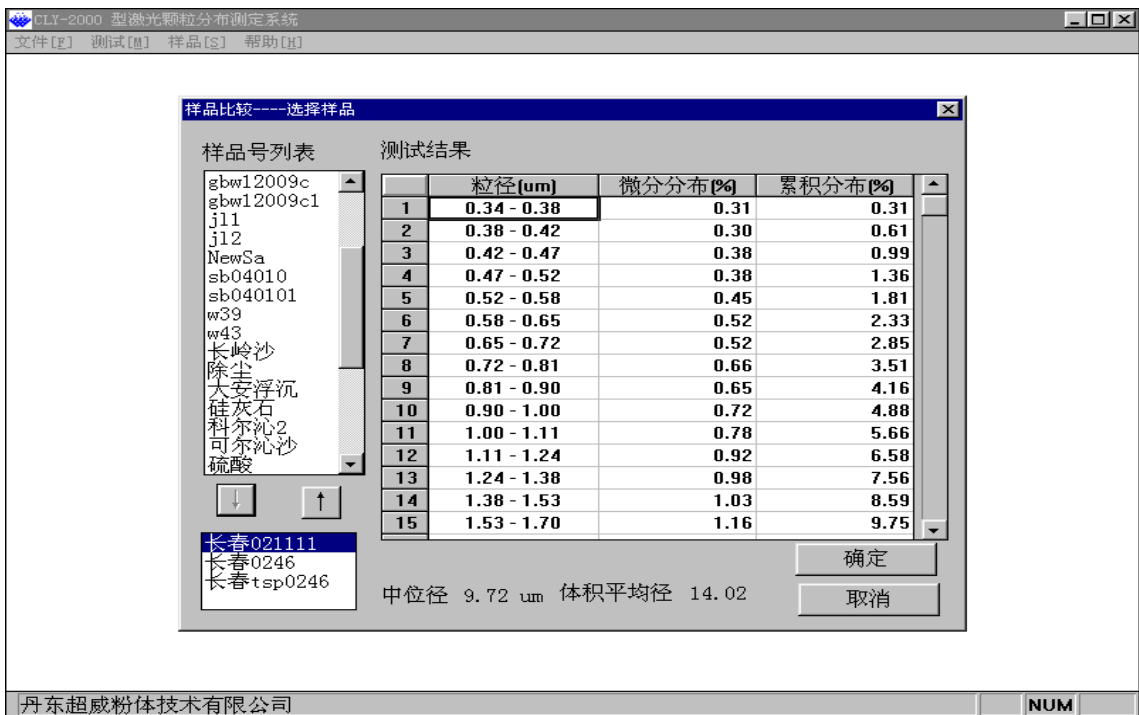 CLY-2000 型激光颗粒分布测定系统
文件[F] 测试[M] 样品[S] 帮助[H]
样品比较----选择样品
样品号列表
gbw12009c
gbw12009c1
jl1
jl2
NewSa
sb04010
sb040101
w39
w43
长岭沙
除尘
大安浮沉
硅灰石
科尔沁2
可尔沁沙
硫酸
长春021111
长春0246
长春tsp0246
测试结果
粒径(um) 微分分布(%) 累积分布(%)
1 0.34 - 0.38 0.31 0.31
2 0.38 - 0.42 0.30 0.61
3 0.42 - 0.47 0.38 0.99
4 0.47 - 0.52 0.38 1.36
5 0.52 - 0.58 0.45 1.81
6 0.58 - 0.65 0.52 2.33
7 0.65 - 0.72 0.52 2.85
8 0.72 - 0.81 0.66 3.51
9 0.81 - 0.90 0.65 4.16
10 0.90 - 1.00 0.72 4.88
11 1.00 - 1.11 0.78 5.66
12 1.11 - 1.24 0.92 6.58
13 1.24 - 1.38 0.98 7.56
14 1.38 - 1.53 1.03 8.59
15 1.53 - 1.70 1.16 9.75
确定
中位径 9.72 um 体积平均径 14.02
取消
丹东超威粉体技术有限公司 NUM